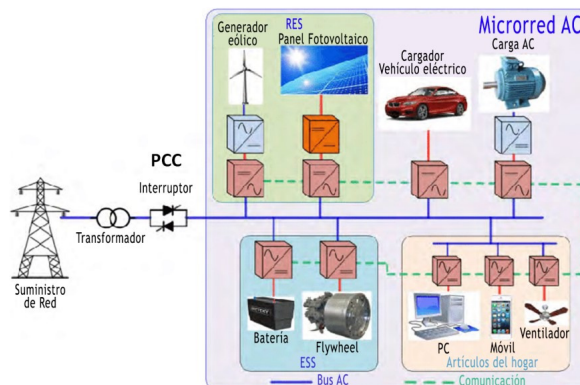 Microrred AC
Generador
eólico
RES
Panel Fotovoltaico
Cargador
Vehículo eléctrico
Carga AC
PCC
Interruptor
Transformador
Suministro
de Red
Batería
Flywheel
ESS
PC
Móvil
Ventilador
Artículos del hogar
Bus AC
Comunicación